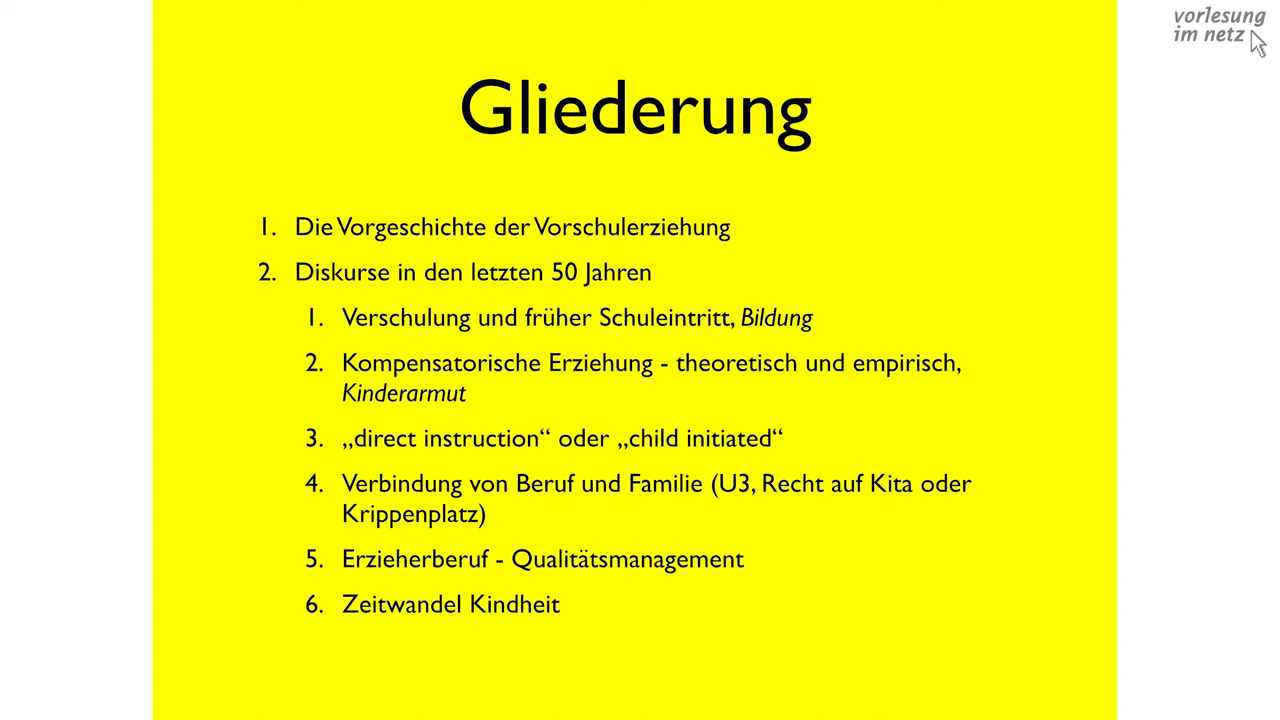 vorlesung
im netz
Gliederung
1. Die Vorgeschichte der Vorschulerziehung
2. Diskurse in den letzten 50 Jahren
1. Verschulung und früher Schuleintritt, Bildung
2. Kompensatorische Erziehung - theoretisch und empirisch,
Kinderarmut
3. „direct instruction“ oder „child initiated“
4. Verbindung von Beruf und Familie (U3, Recht auf Kita oder
Krippenplatz)
5. Erzieherberuf - Qualitätsmanagement
6. Zeitwandel Kindheit